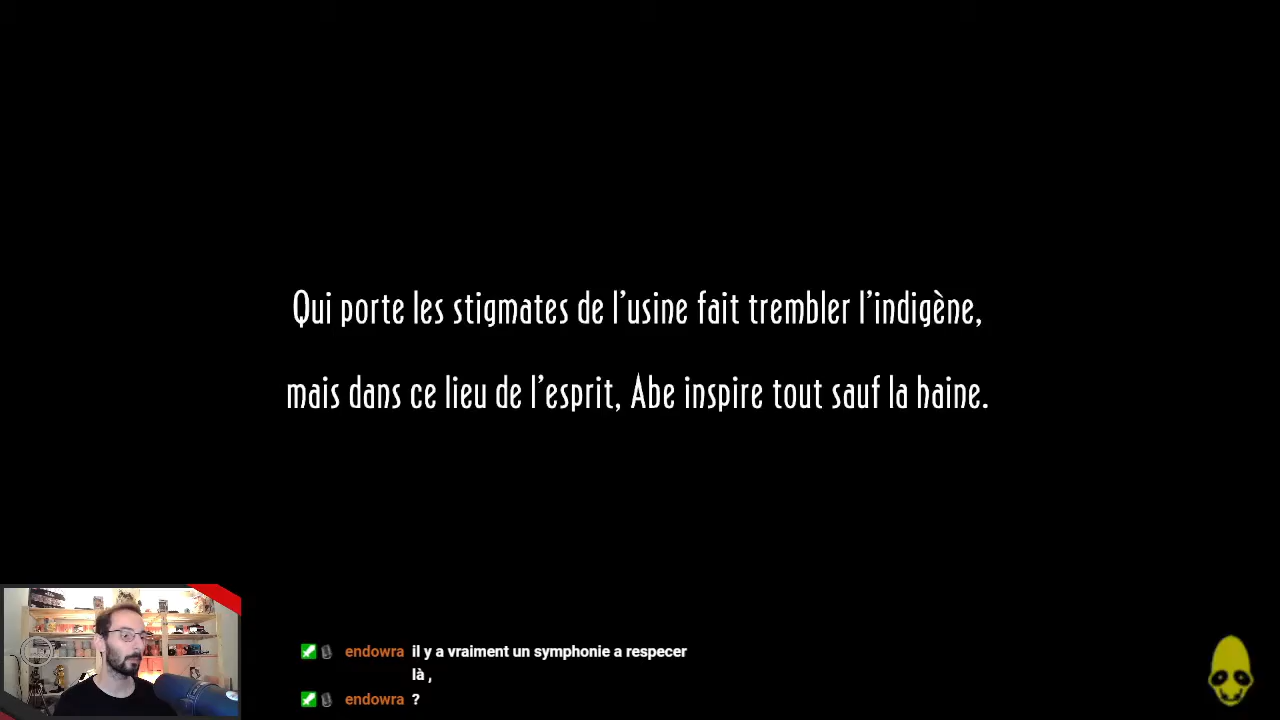 Qui porte les stigmates de l'usine fait trembler l'indigène,
mais dans ce lieu de l'esprit, Abe inspire tout sauf la haine.
endowra il y a vraiment un symphonie a respecer
là ,
endowra ?